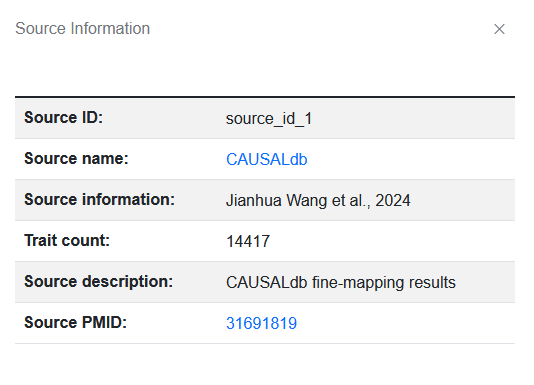 Source Information
Source ID: source_id_1
Source name: CAUSALdb
Source information: Jianhua Wang et al., 2024
Trait count: 14417
Source description: CAUSALdb fine-mapping results
Source PMID: 31691819